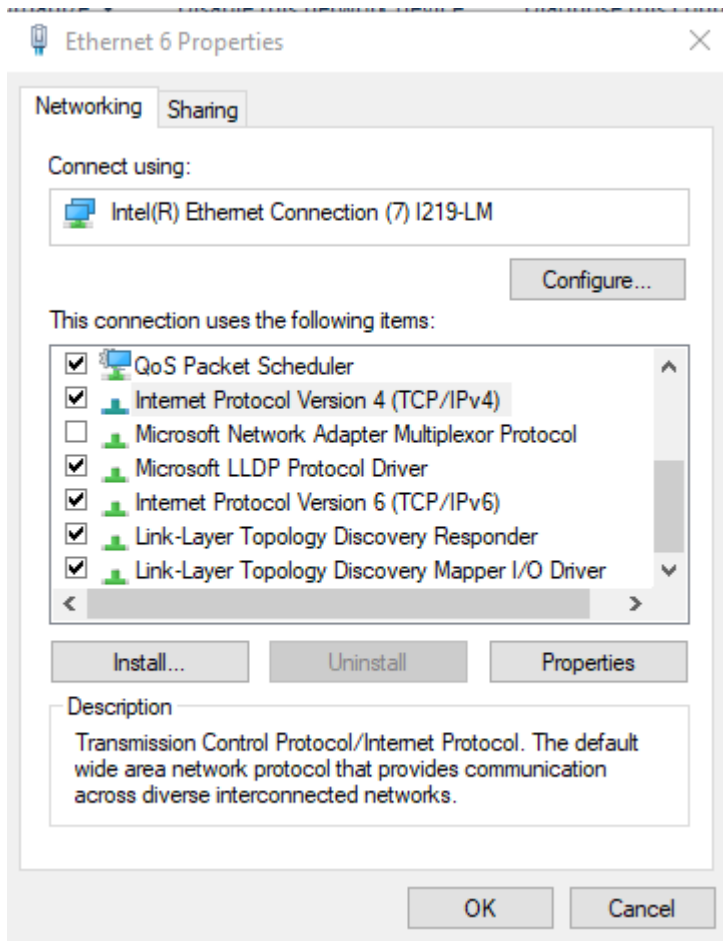 Ethernet 6 Properties
Networking
Sharing
Connect using:
Intel(R) Ethernet Connection (7) I219-LM
Configure...
This connection uses the following items:
QoS Packet Scheduler
Internet Protocol Version 4 (TCP/IPv4)
Microsoft Network Adapter Multiplexor Protocol
Microsoft LLDP Protocol Driver
Internet Protocol Version 6 (TCP/IPv6)
Link-Layer Topology Discovery Responder
Link-Layer Topology Discovery Mapper I/O Driver
Install...
Uninstall
Properties
Description
Transmission Control Protocol/Internet Protocol. The default
wide area network protocol that provides communication
across diverse interconnected networks.
OK
Cancel